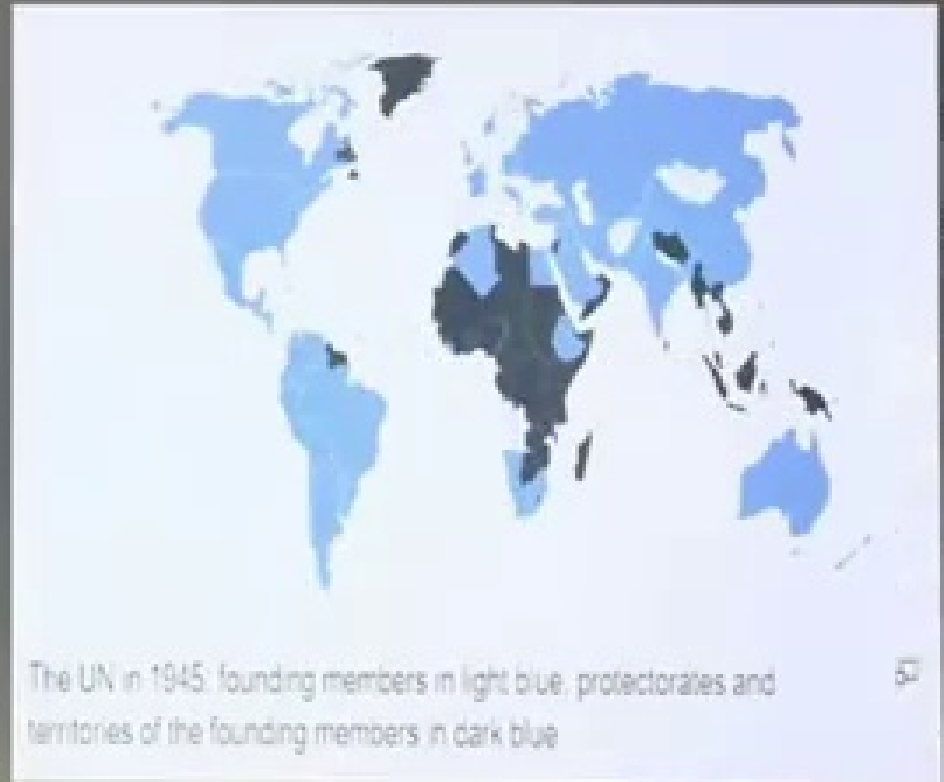 The UN in 1945: founding members in light blue, protectorates and
territories of the founding members in dark blue